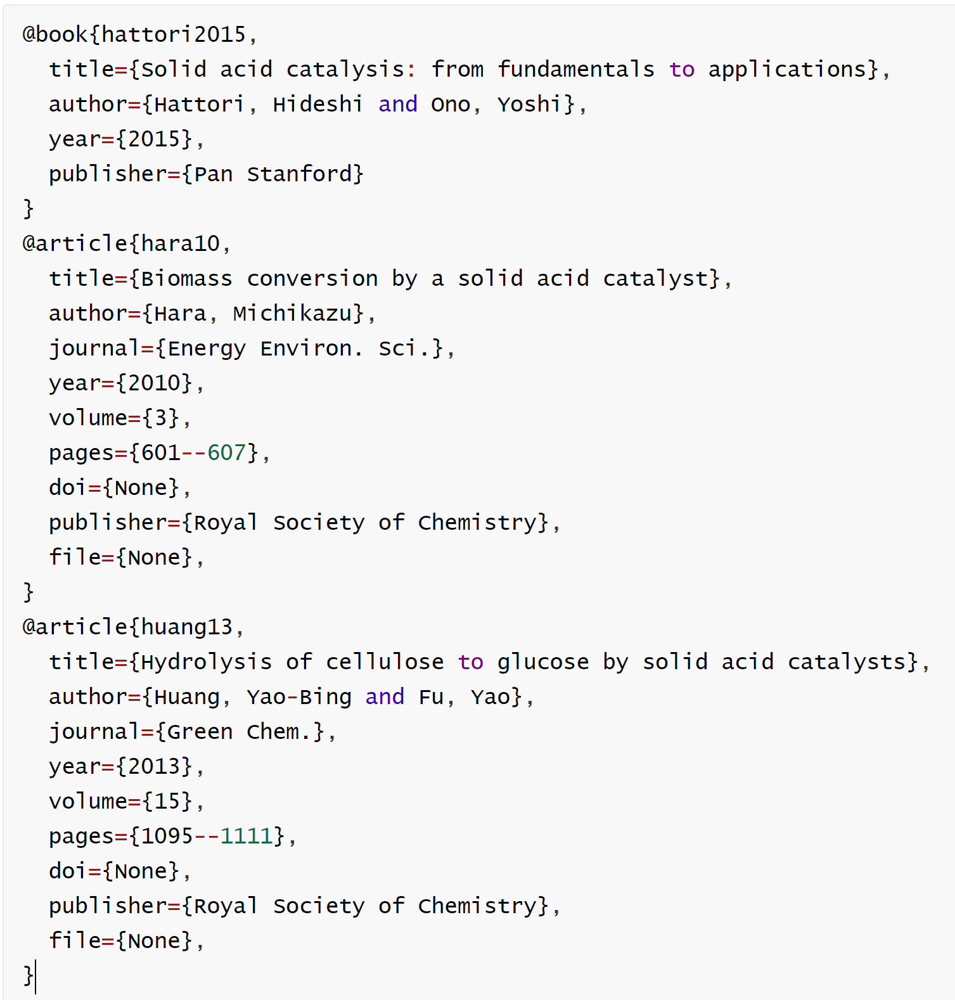 @book{hattori2015,
  title={Solid acid catalysis: from fundamentals to applications},
  author={Hattori, Hideshi and Ono, Yoshi},
  year={2015},
  publisher={Pan Stanford}
}
@article{hara10,
  title={Biomass conversion by a solid acid catalyst},
  author={Hara, Michikazu},
  journal={Energy Environ. Sci.},
  year={2010},
  volume={3},
  pages={601--607},
  doi={None},
  publisher={Royal Society of Chemistry},
  file={None},
}
@article{huang13,
  title={Hydrolysis of cellulose to glucose by solid acid catalysts},
  author={Huang, Yao-Bing and Fu, Yao},
  journal={Green Chem.},
  year={2013},
  volume={15},
  pages={1095--1111},
  doi={None},
  publisher={Royal Society of Chemistry},
  file={None},
}